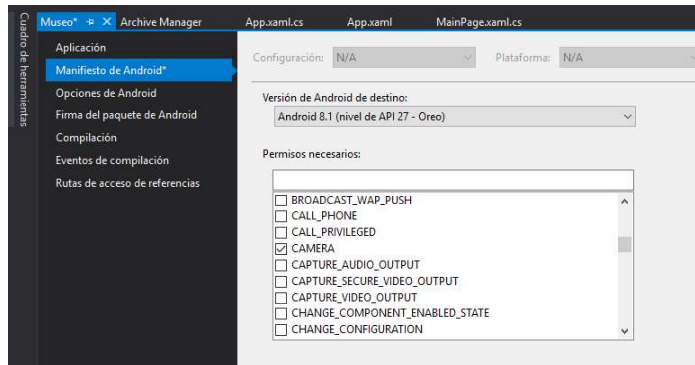 Cuadro de herramientas
Museo* Archive Manager App.xaml.cs App.xaml MainPage.xaml.cs
Aplicación
Manifiesto de Android*
Opciones de Android
Firma del paquete de Android
Compilación
Eventos de compilación
Rutas de acceso de referencias
Configuración: N/A Plataforma: N/A
Versión de Android de destino:
Android 8.1 (nivel de API 27 - Oreo)
Permisos necesarios:
BROADCAST_WAP_PUSH
CALL_PHONE
CALL_PRIVILEGED
CAMERA
CAPTURE_AUDIO_OUTPUT
CAPTURE_SECURE_VIDEO_OUTPUT
CAPTURE_VIDEO_OUTPUT
CHANGE_COMPONENT_ENABLED_STATE
CHANGE_CONFIGURATION